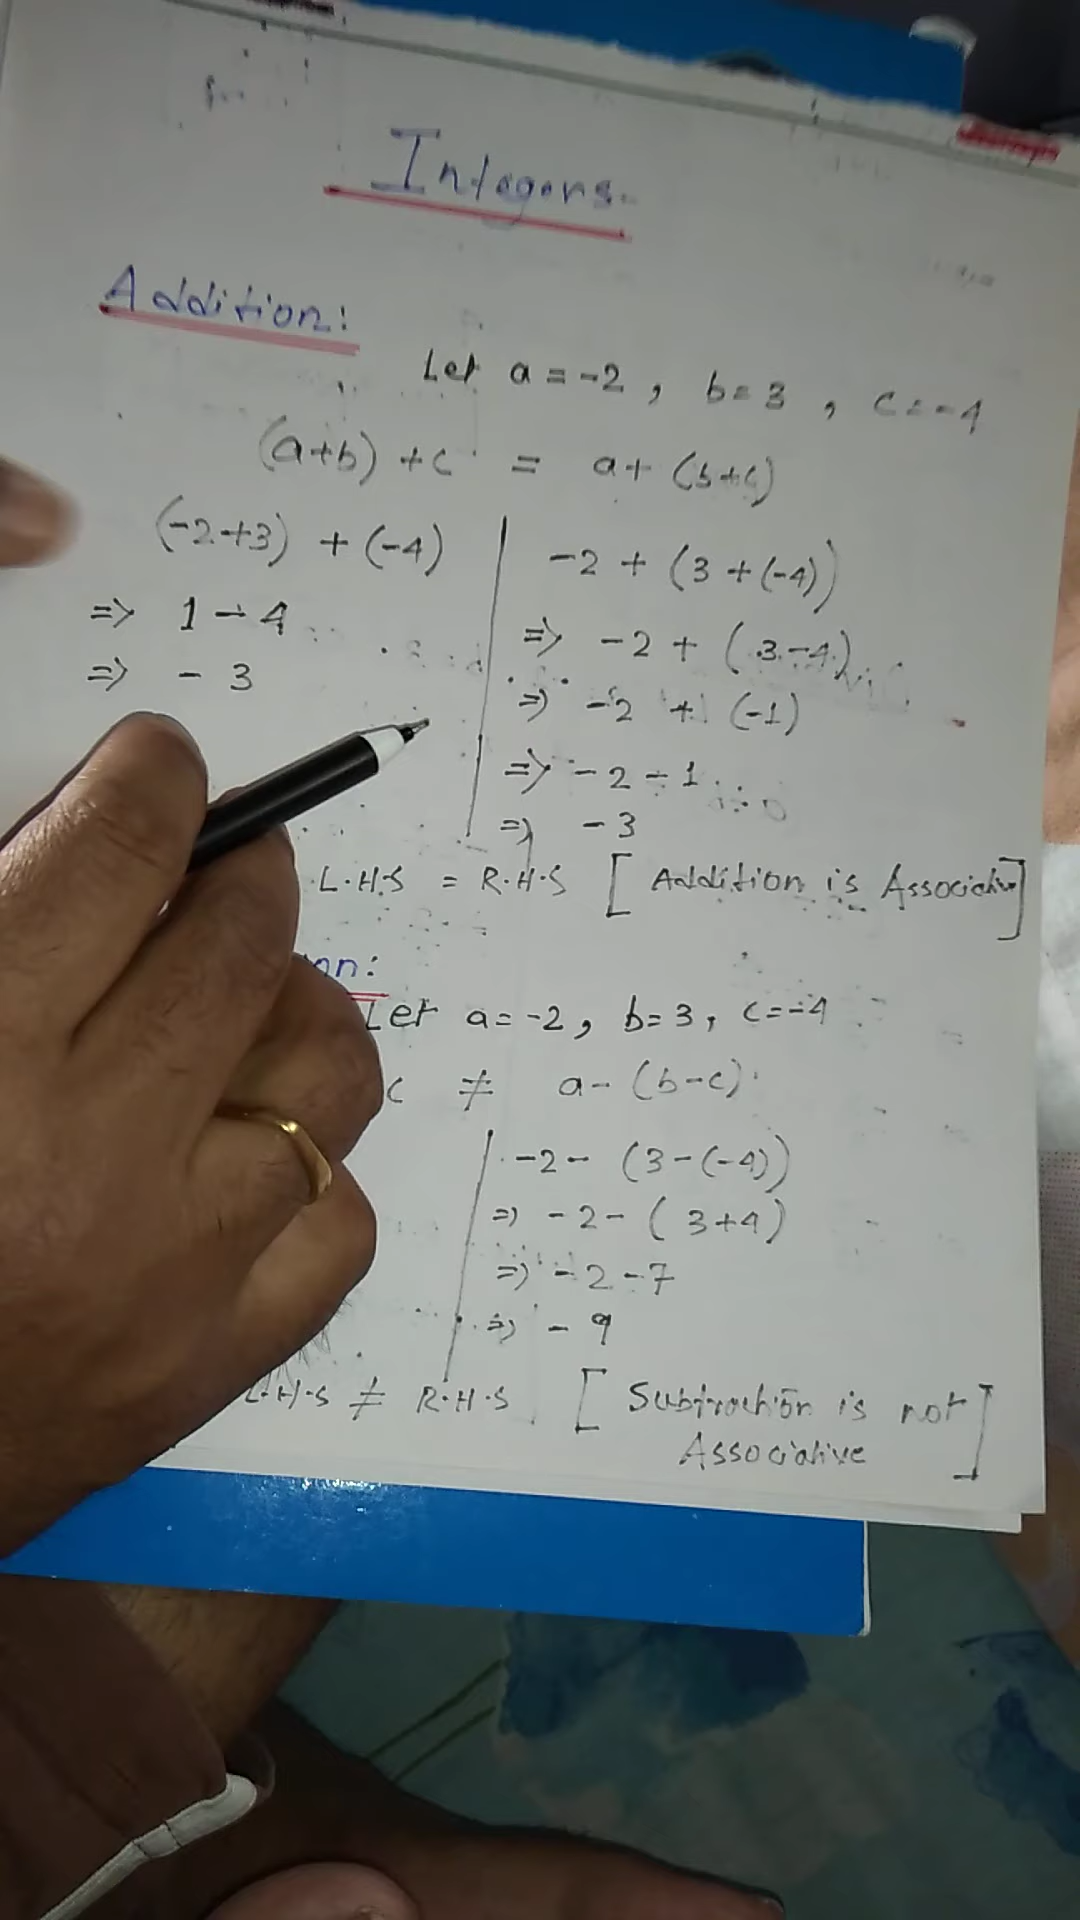 Integers.
Addition:
Let a = -2 , b = 3 , c = -4
(a+b) + c = a + (b+c)
(-2+3) + (-4)
=> 1 - 4
=> - 3
-2 + (3 + (-4))
=> -2 + (3-4)
=> -2 + (-1)
=> -2 - 1
=> -3
L.H.S = R.H.S [ Addition is Associative ]
on:
Let a = -2 , b = 3 , c = -4
c ≠ a - (b-c)
-2 - (3-(-4))
=> -2 - (3+4)
=> -2 -7
=> - 9
L.H.S ≠ R.H.S [ Subtraction is not
Associative ]